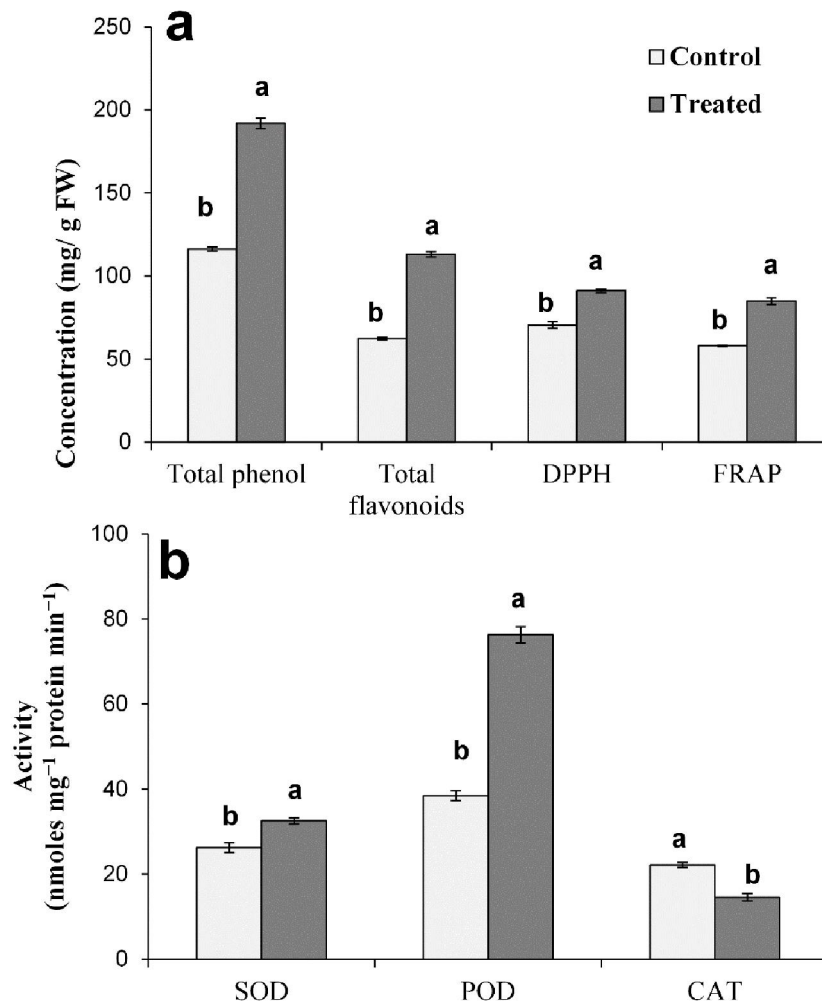 a
250
200
150
100
50
0
Concentration (mg/ g FW)
Control
Treated
b
a
b
a
b
a
b
a
Total phenol
Total
flavonoids
DPPH
FRAP
b
100
80
60
40
20
0
Activity
(nmoles mg⁻¹ protein min⁻¹)
b
a
b
a
a
b
SOD
POD
CAT